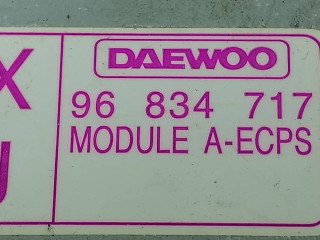 DAEWOO
96 834 717
MODULE A-ECPS
X